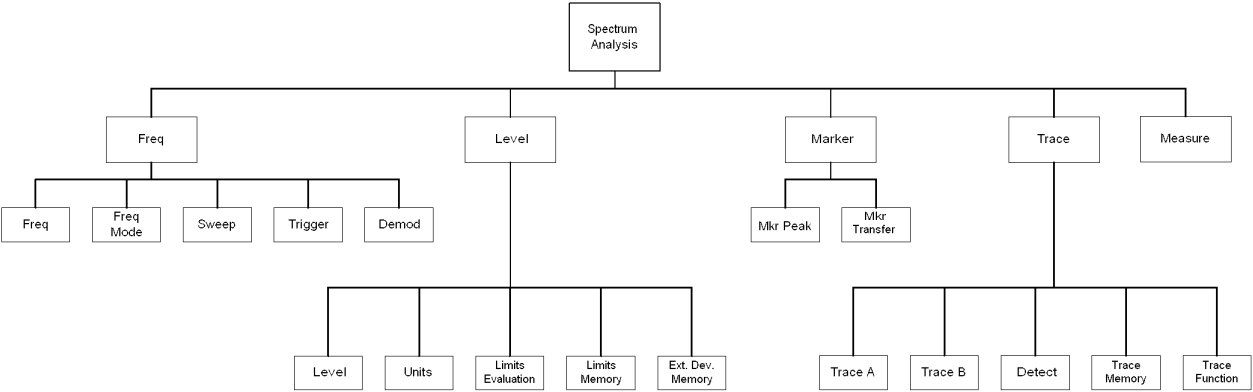 Spectrum
Analysis
Freq
Level
Marker
Trace
Measure
Freq
Freq
Mode
Sweep
Trigger
Demod
Mkr Peak
Mkr
Transfer
Level
Units
Limits
Evaluation
Limits
Memory
Ext. Dev.
Memory
Trace A
Trace B
Detect
Trace
Memory
Trace
Function